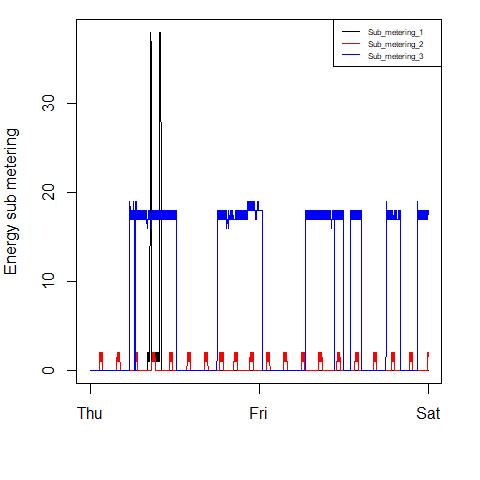 Sub_metering_1
Sub_metering_2
Sub_metering_3
Energy sub metering
30
20
10
0
Thu Fri Sat